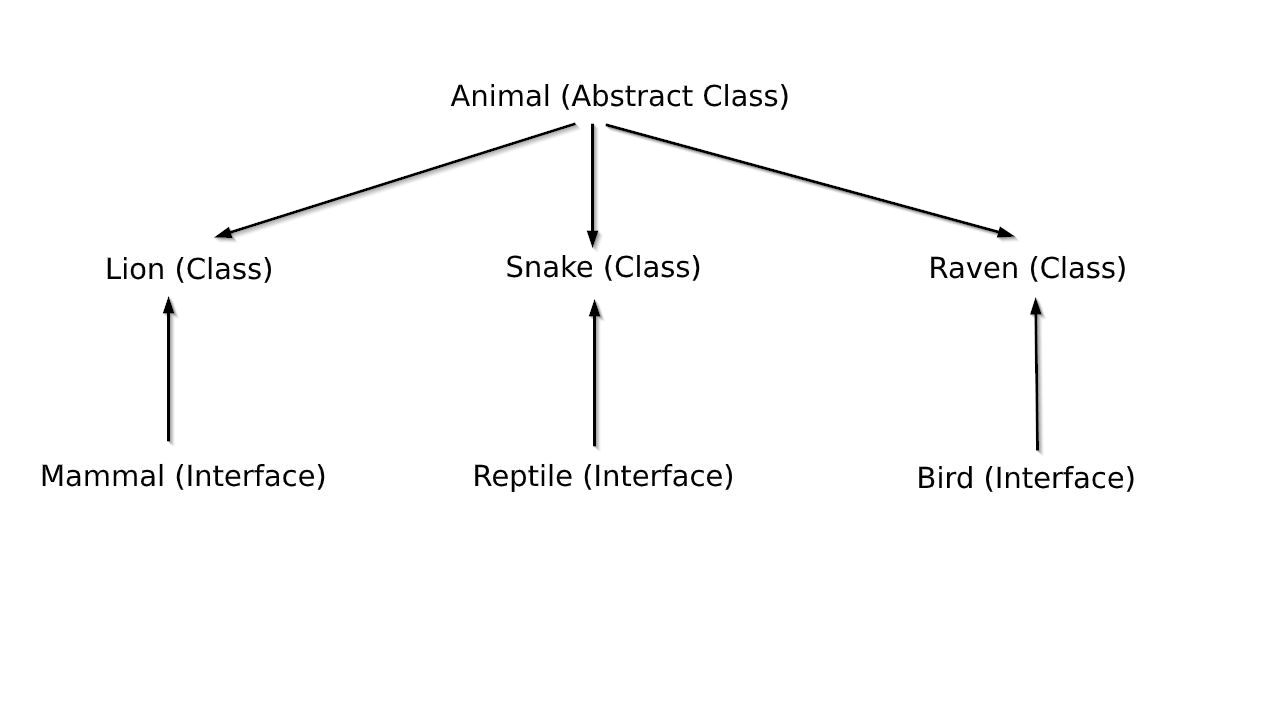 Animal (Abstract Class)
Lion (Class)
Snake (Class)
Raven (Class)
Mammal (Interface)
Reptile (Interface)
Bird (Interface)